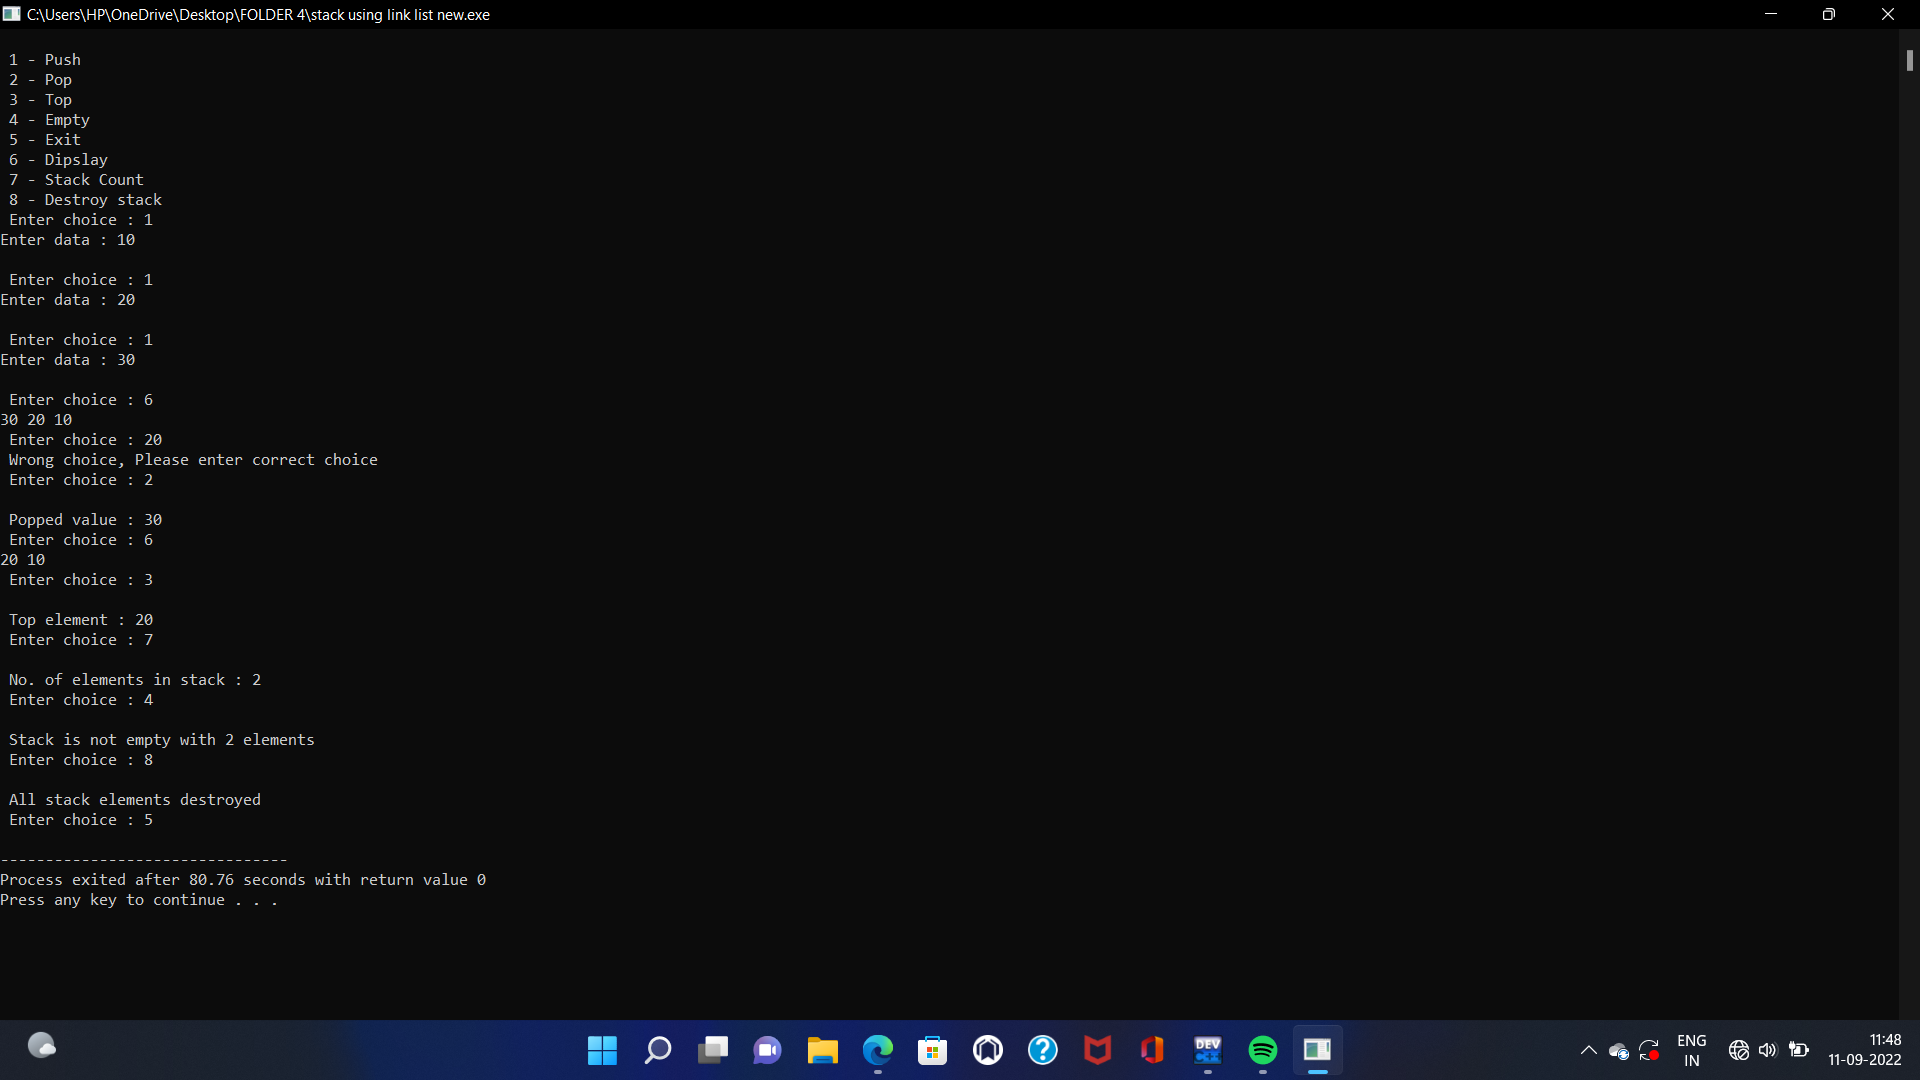 C:\Users\HP\OneDrive\Desktop\FOLDER 4\stack using link list new.exe
1 - Push
2 - Pop
3 - Top
4 - Empty
5 - Exit
6 - Dipslay
7 - Stack Count
8 - Destroy stack
Enter choice : 1
Enter data : 10
Enter choice : 1
Enter data : 20
Enter choice : 1
Enter data : 30
Enter choice : 6
30 20 10
Enter choice : 20
Wrong choice, Please enter correct choice
Enter choice : 2
Popped value : 30
Enter choice : 6
20 10
Enter choice : 3
Top element : 20
Enter choice : 7
No. of elements in stack : 2
Enter choice : 4
Stack is not empty with 2 elements
Enter choice : 8
All stack elements destroyed
Enter choice : 5
--------------------------------
Process exited after 80.76 seconds with return value 0
Press any key to continue . . .
DEV
C++
ENG
IN
11:48
11-09-2022